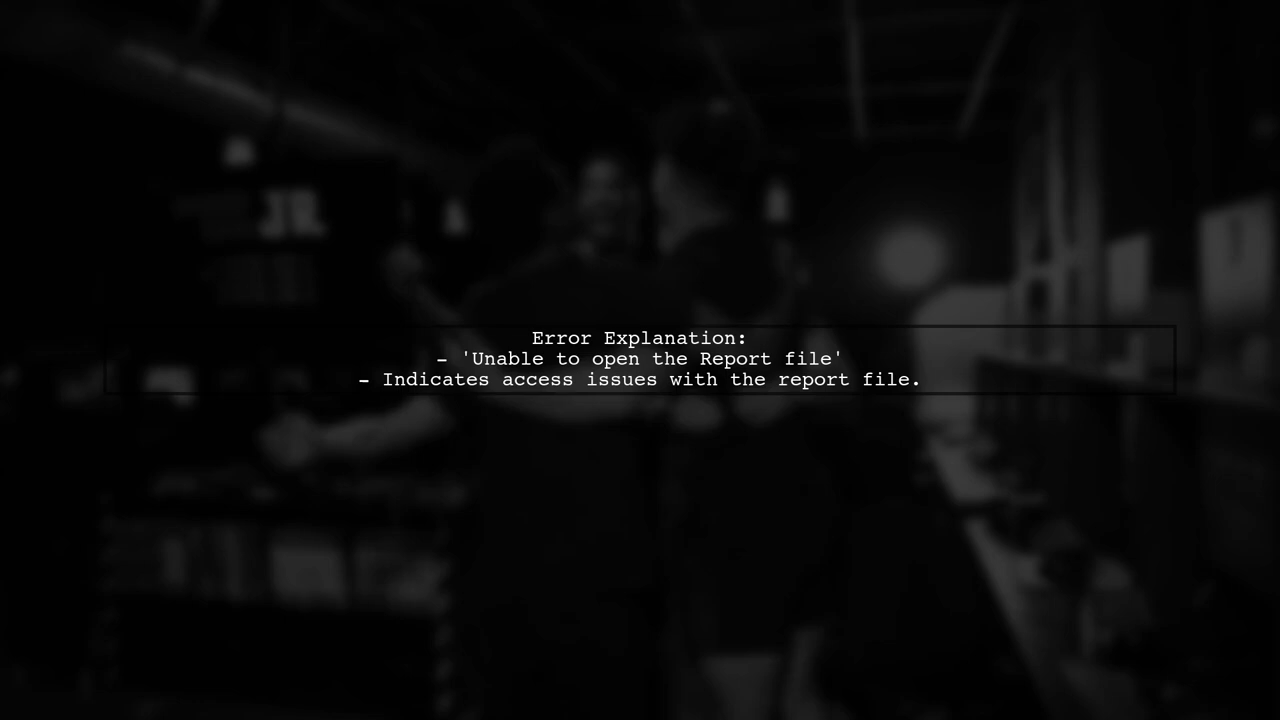 Error Explanation:
- 'Unable to open the Report file'
- Indicates access issues with the report file.